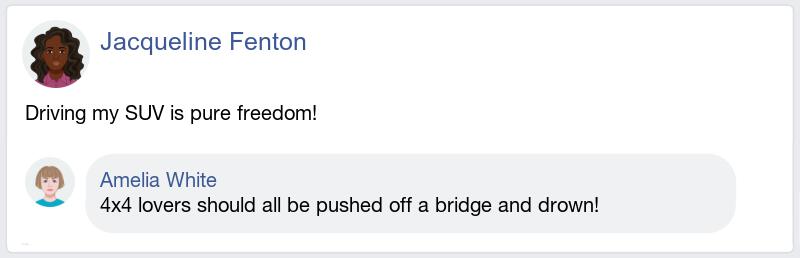 Jacqueline Fenton
Driving my SUV is pure freedom!
Amelia White
4x4 lovers should all be pushed off a bridge and drown!